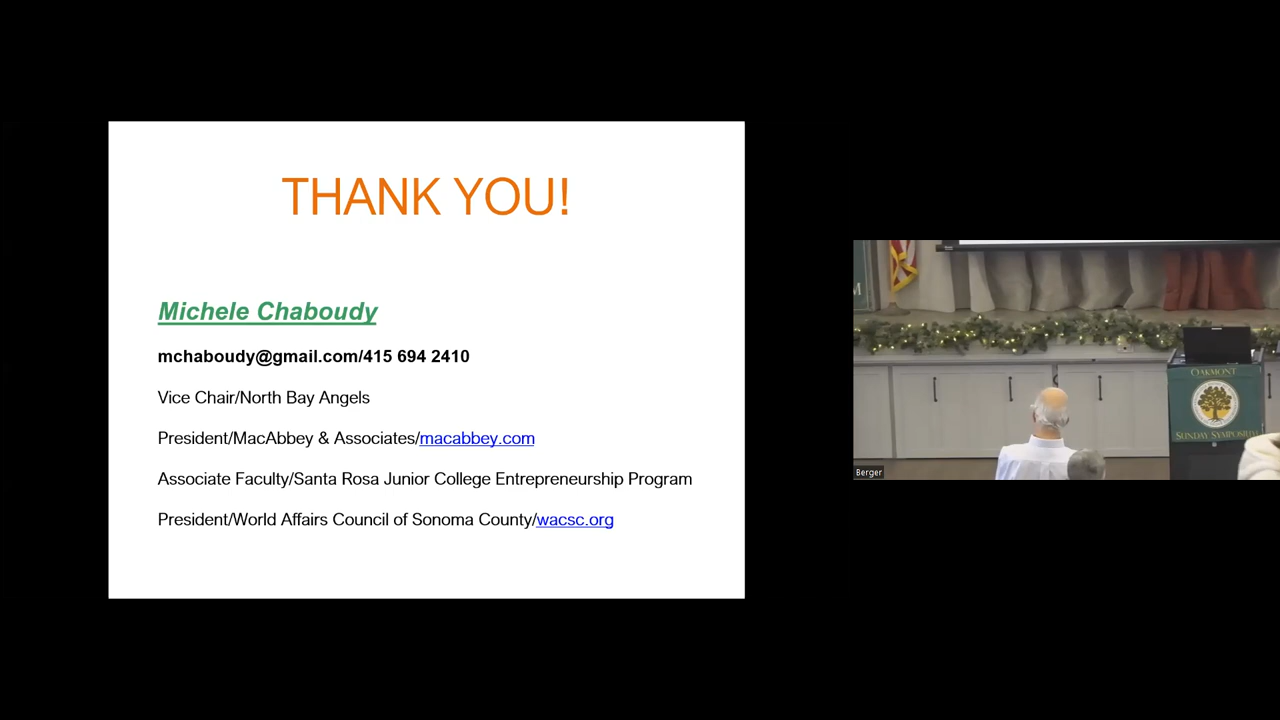 THANK YOU!
Michele Chaboudy
mchaboudy@gmail.com/415 694 2410
Vice Chair/North Bay Angels
President/MacAbbey & Associates/macabbey.com
Associate Faculty/Santa Rosa Junior College Entrepreneurship Program
President/World Affairs Council of Sonoma County/wacsc.org
M
OAKMONT
SUNDAY SYMPOSIUM
Berger